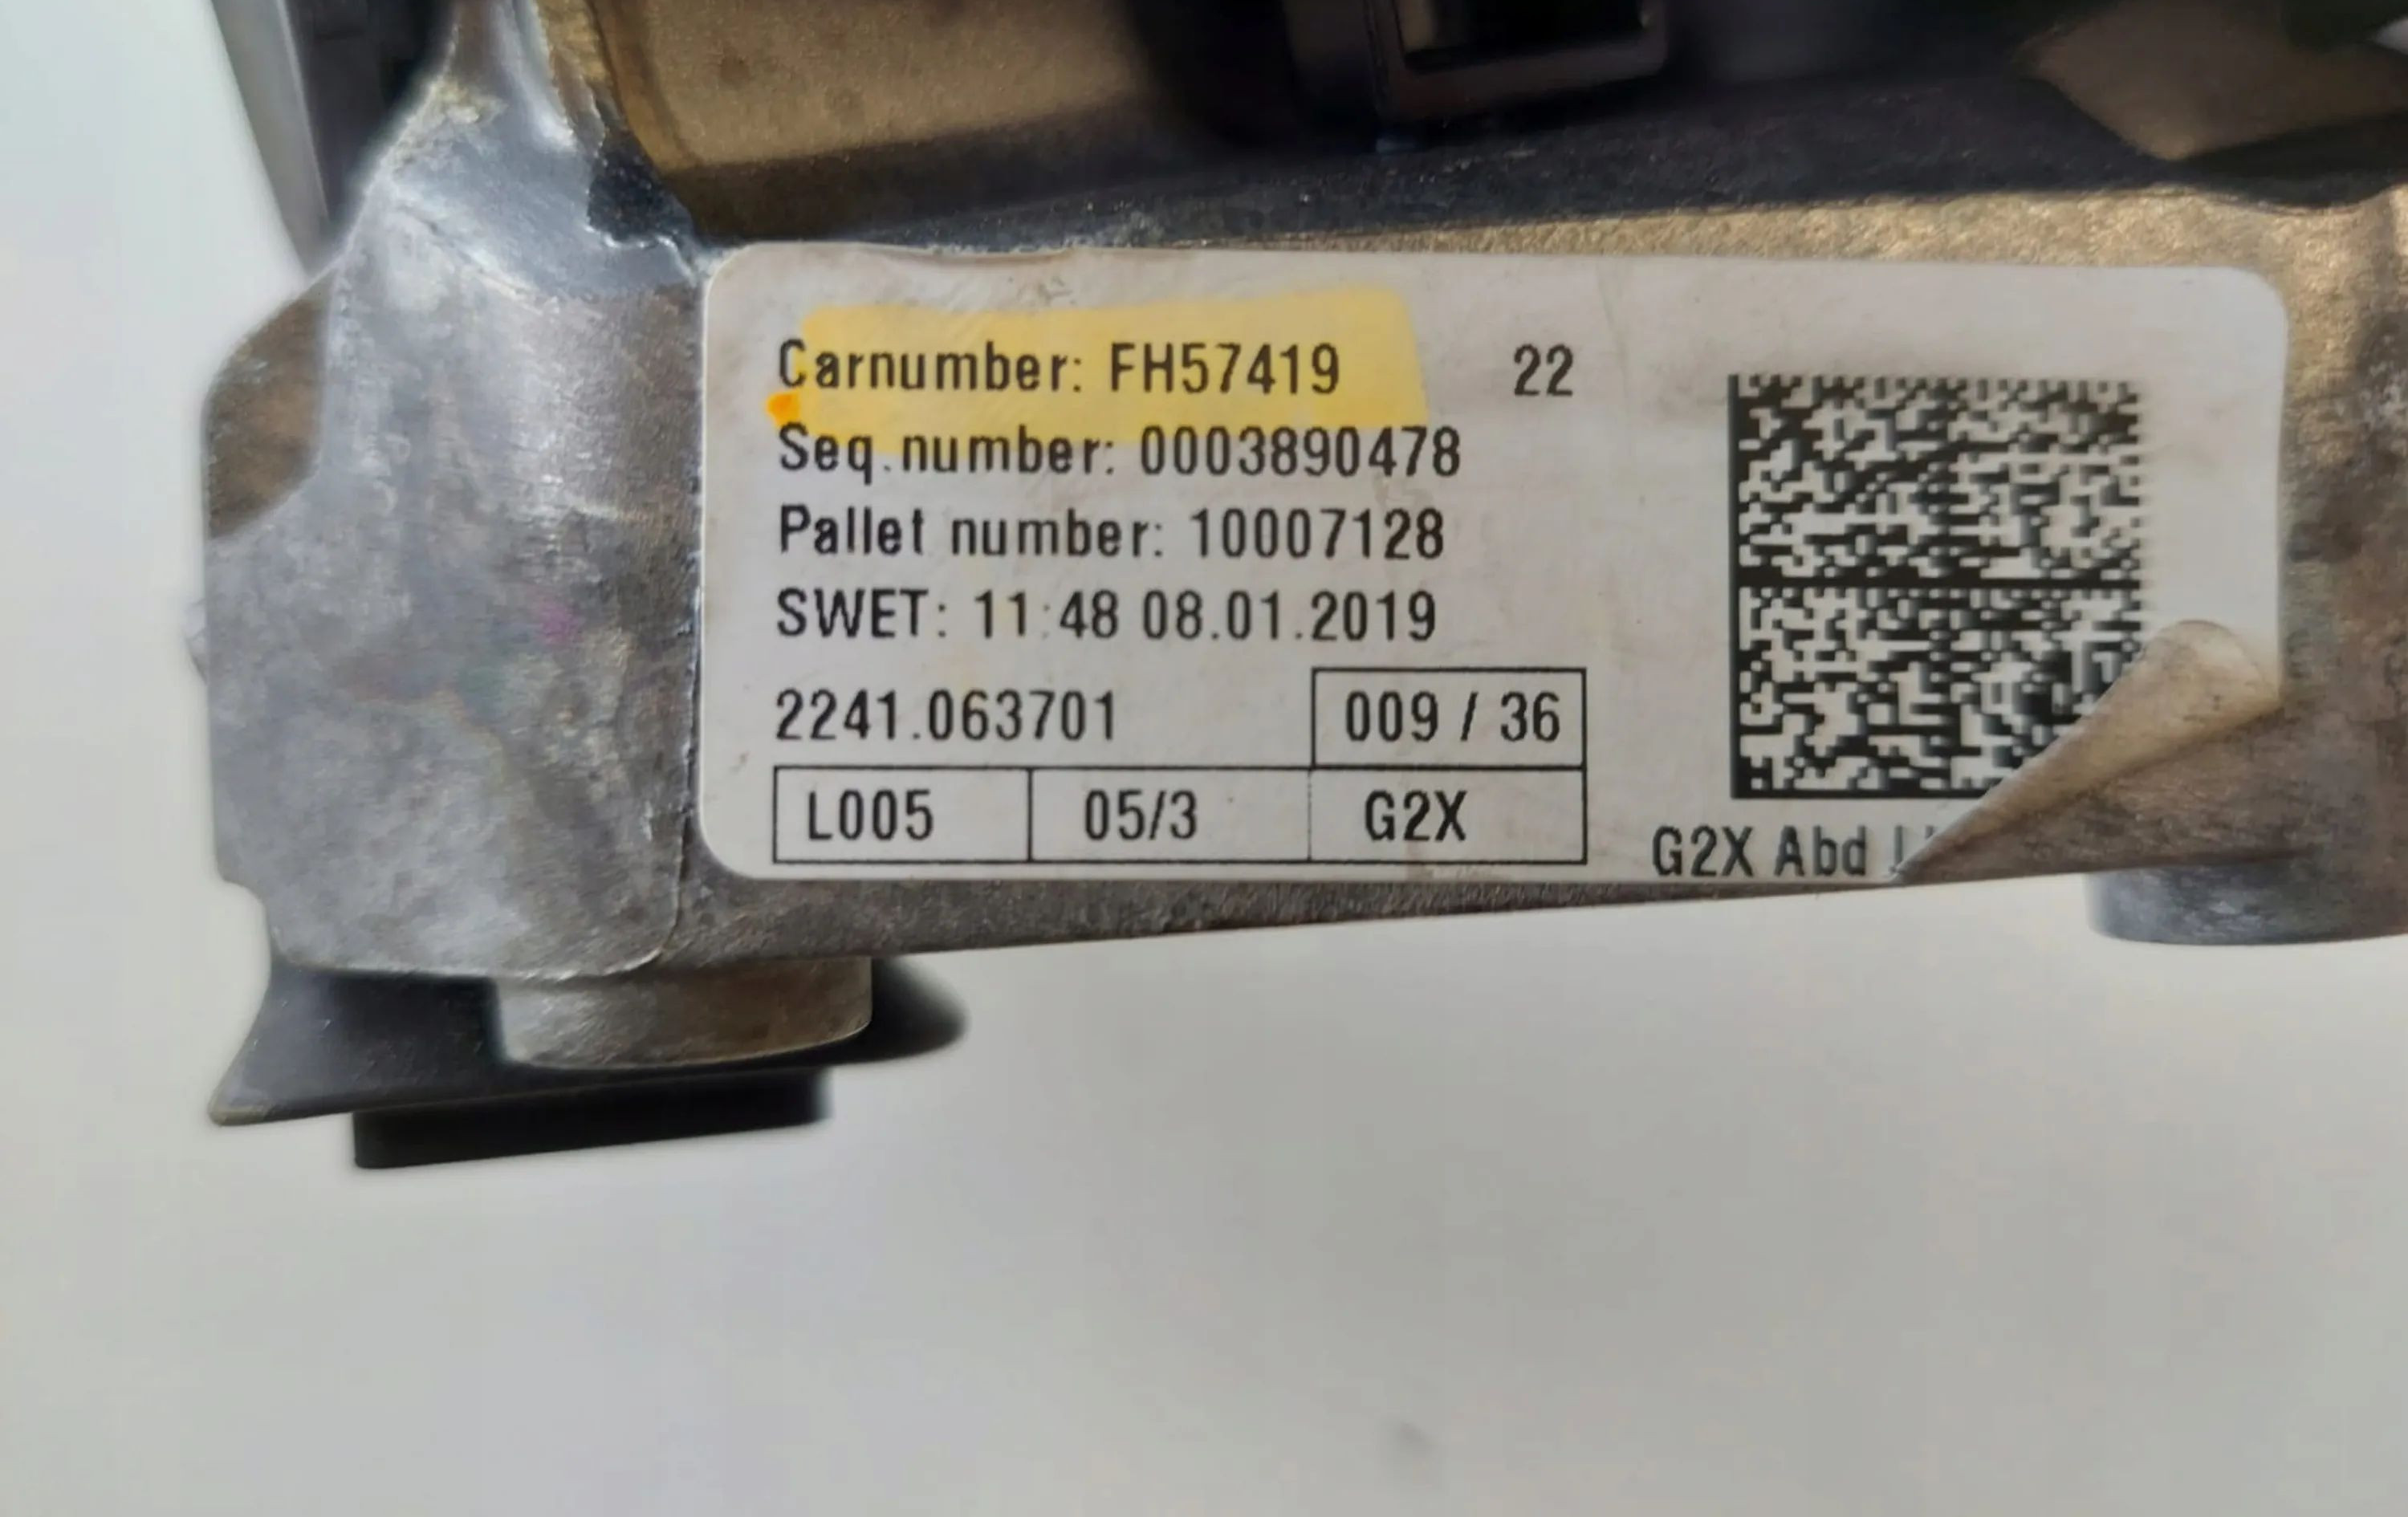 Carnumber: FH57419 22
Seq.number: 0003890478
Pallet number: 10007128
SWET: 11:48 08.01.2019
2241.063701 009 / 36
L005 05/3 G2X
G2X Abd